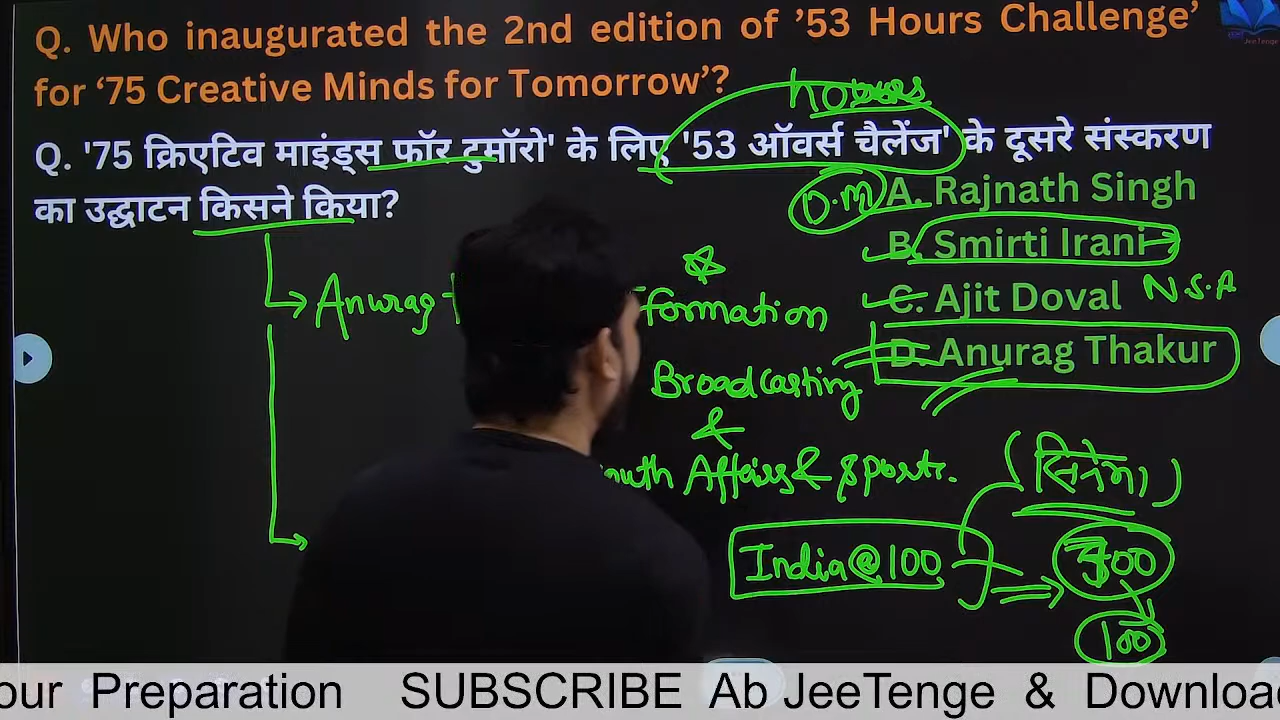 Q. Who inaugurated the 2nd edition of ’53 Hours Challenge’
for ‘75 Creative Minds for Tomorrow’?
hours
Q. '75 क्रिएटिव माइंड्स फॉर टुमॉरो' के लिए '53 ऑवर्स चैलेंज' के दूसरे संस्करण
का उद्घाटन किसने किया?
D.M
A. Rajnath Singh
B. Smirti Irani
C. Ajit Doval N.S.A
D. Anurag Thakur
Anurag formation
Broadcasting
&
outh Affairs & Sports.
(सिनेमा)
India@100
100
our Preparation SUBSCRIBE Ab JeeTenge & Downloa
JeeTenge